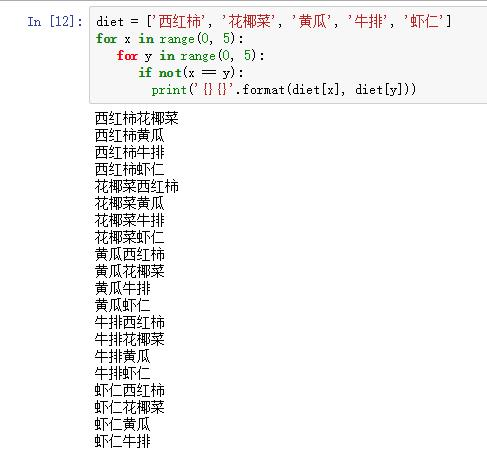 In [12]: diet = ['西红柿', '花椰菜', '黄瓜', '牛排', '虾仁']
for x in range(0, 5):
    for y in range(0, 5):
        if not(x == y):
            print('{}{}'.format(diet[x], diet[y]))
西红柿花椰菜
西红柿黄瓜
西红柿牛排
西红柿虾仁
花椰菜西红柿
花椰菜黄瓜
花椰菜牛排
花椰菜虾仁
黄瓜西红柿
黄瓜花椰菜
黄瓜牛排
黄瓜虾仁
牛排西红柿
牛排花椰菜
牛排黄瓜
牛排虾仁
虾仁西红柿
虾仁花椰菜
虾仁黄瓜
虾仁牛排